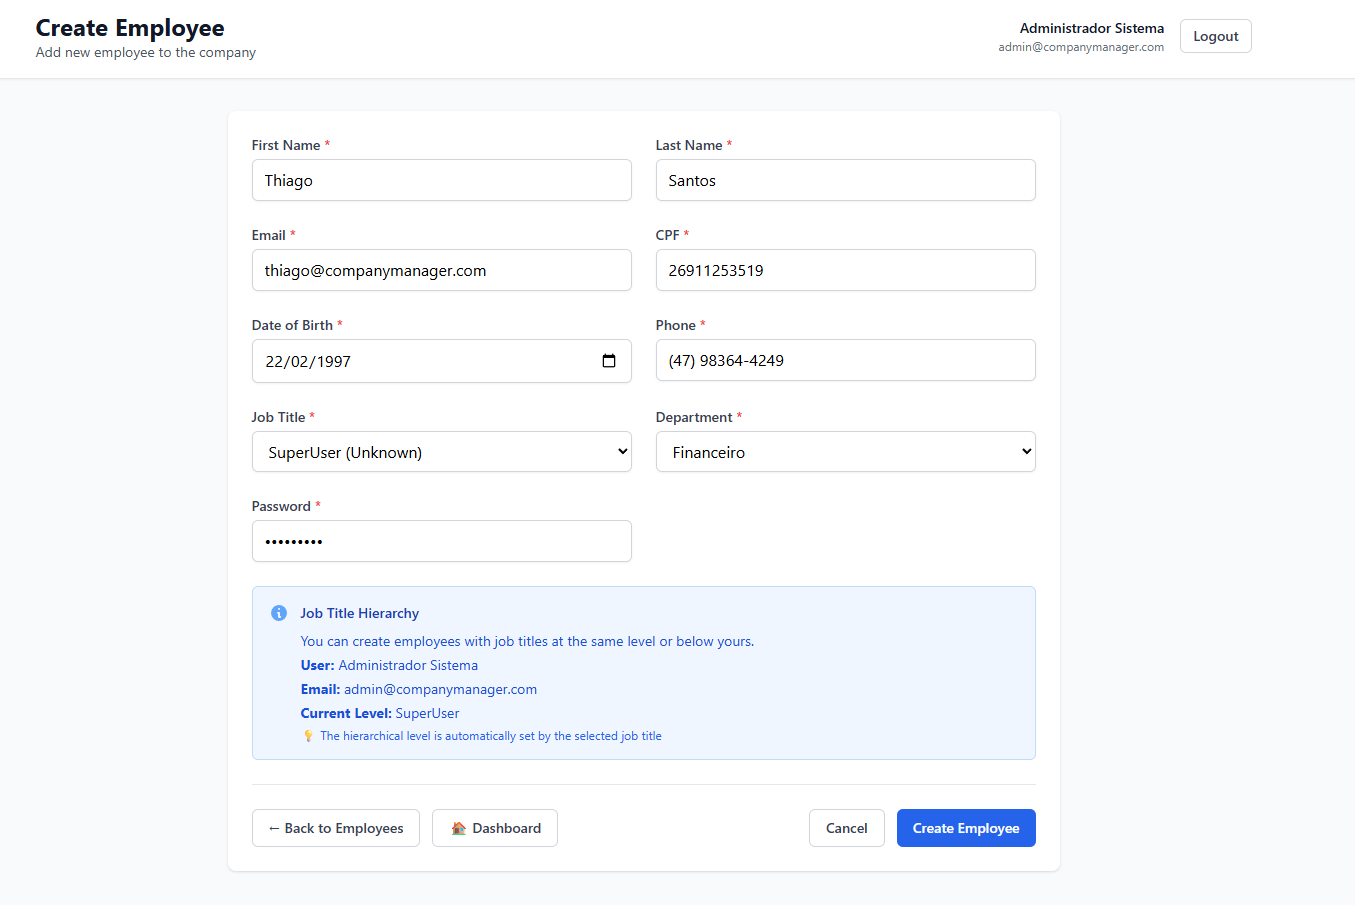 Create Employee
Add new employee to the company
Administrador Sistema
admin@companymanager.com
Logout
First Name *
Last Name *
Thiago
Santos
Email *
CPF *
thiago@companymanager.com
26911253519
Date of Birth *
Phone *
22/02/1997
(47) 98364-4249
Job Title *
Department *
SuperUser (Unknown)
Financeiro
Password *
•••••••••
Job Title Hierarchy
You can create employees with job titles at the same level or below yours.
User: Administrador Sistema
Email: admin@companymanager.com
Current Level: SuperUser
💡 The hierarchical level is automatically set by the selected job title
← Back to Employees
🏠 Dashboard
Cancel
Create Employee